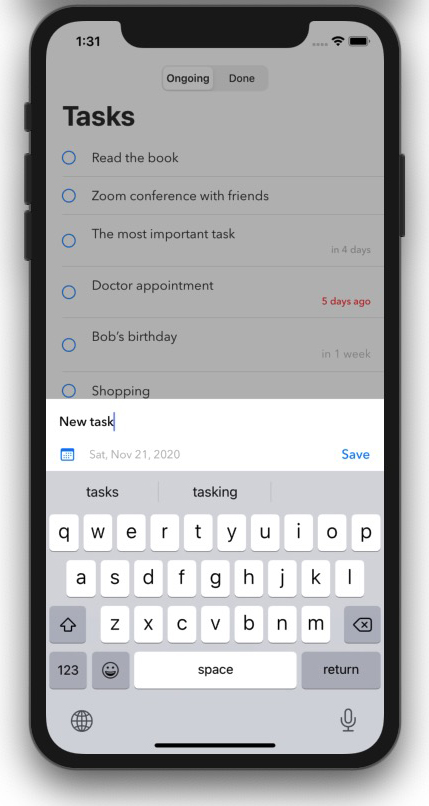 1:31
Ongoing Done
Tasks
Read the book
Zoom conference with friends
The most important task
in 4 days
Doctor appointment
5 days ago
Bob's birthday
in 1 week
Shopping
New task
Sat, Nov 21, 2020 Save
tasks tasking
q w e r t y u i o p
a s d f g h j k l
z x c v b n m
123 space return